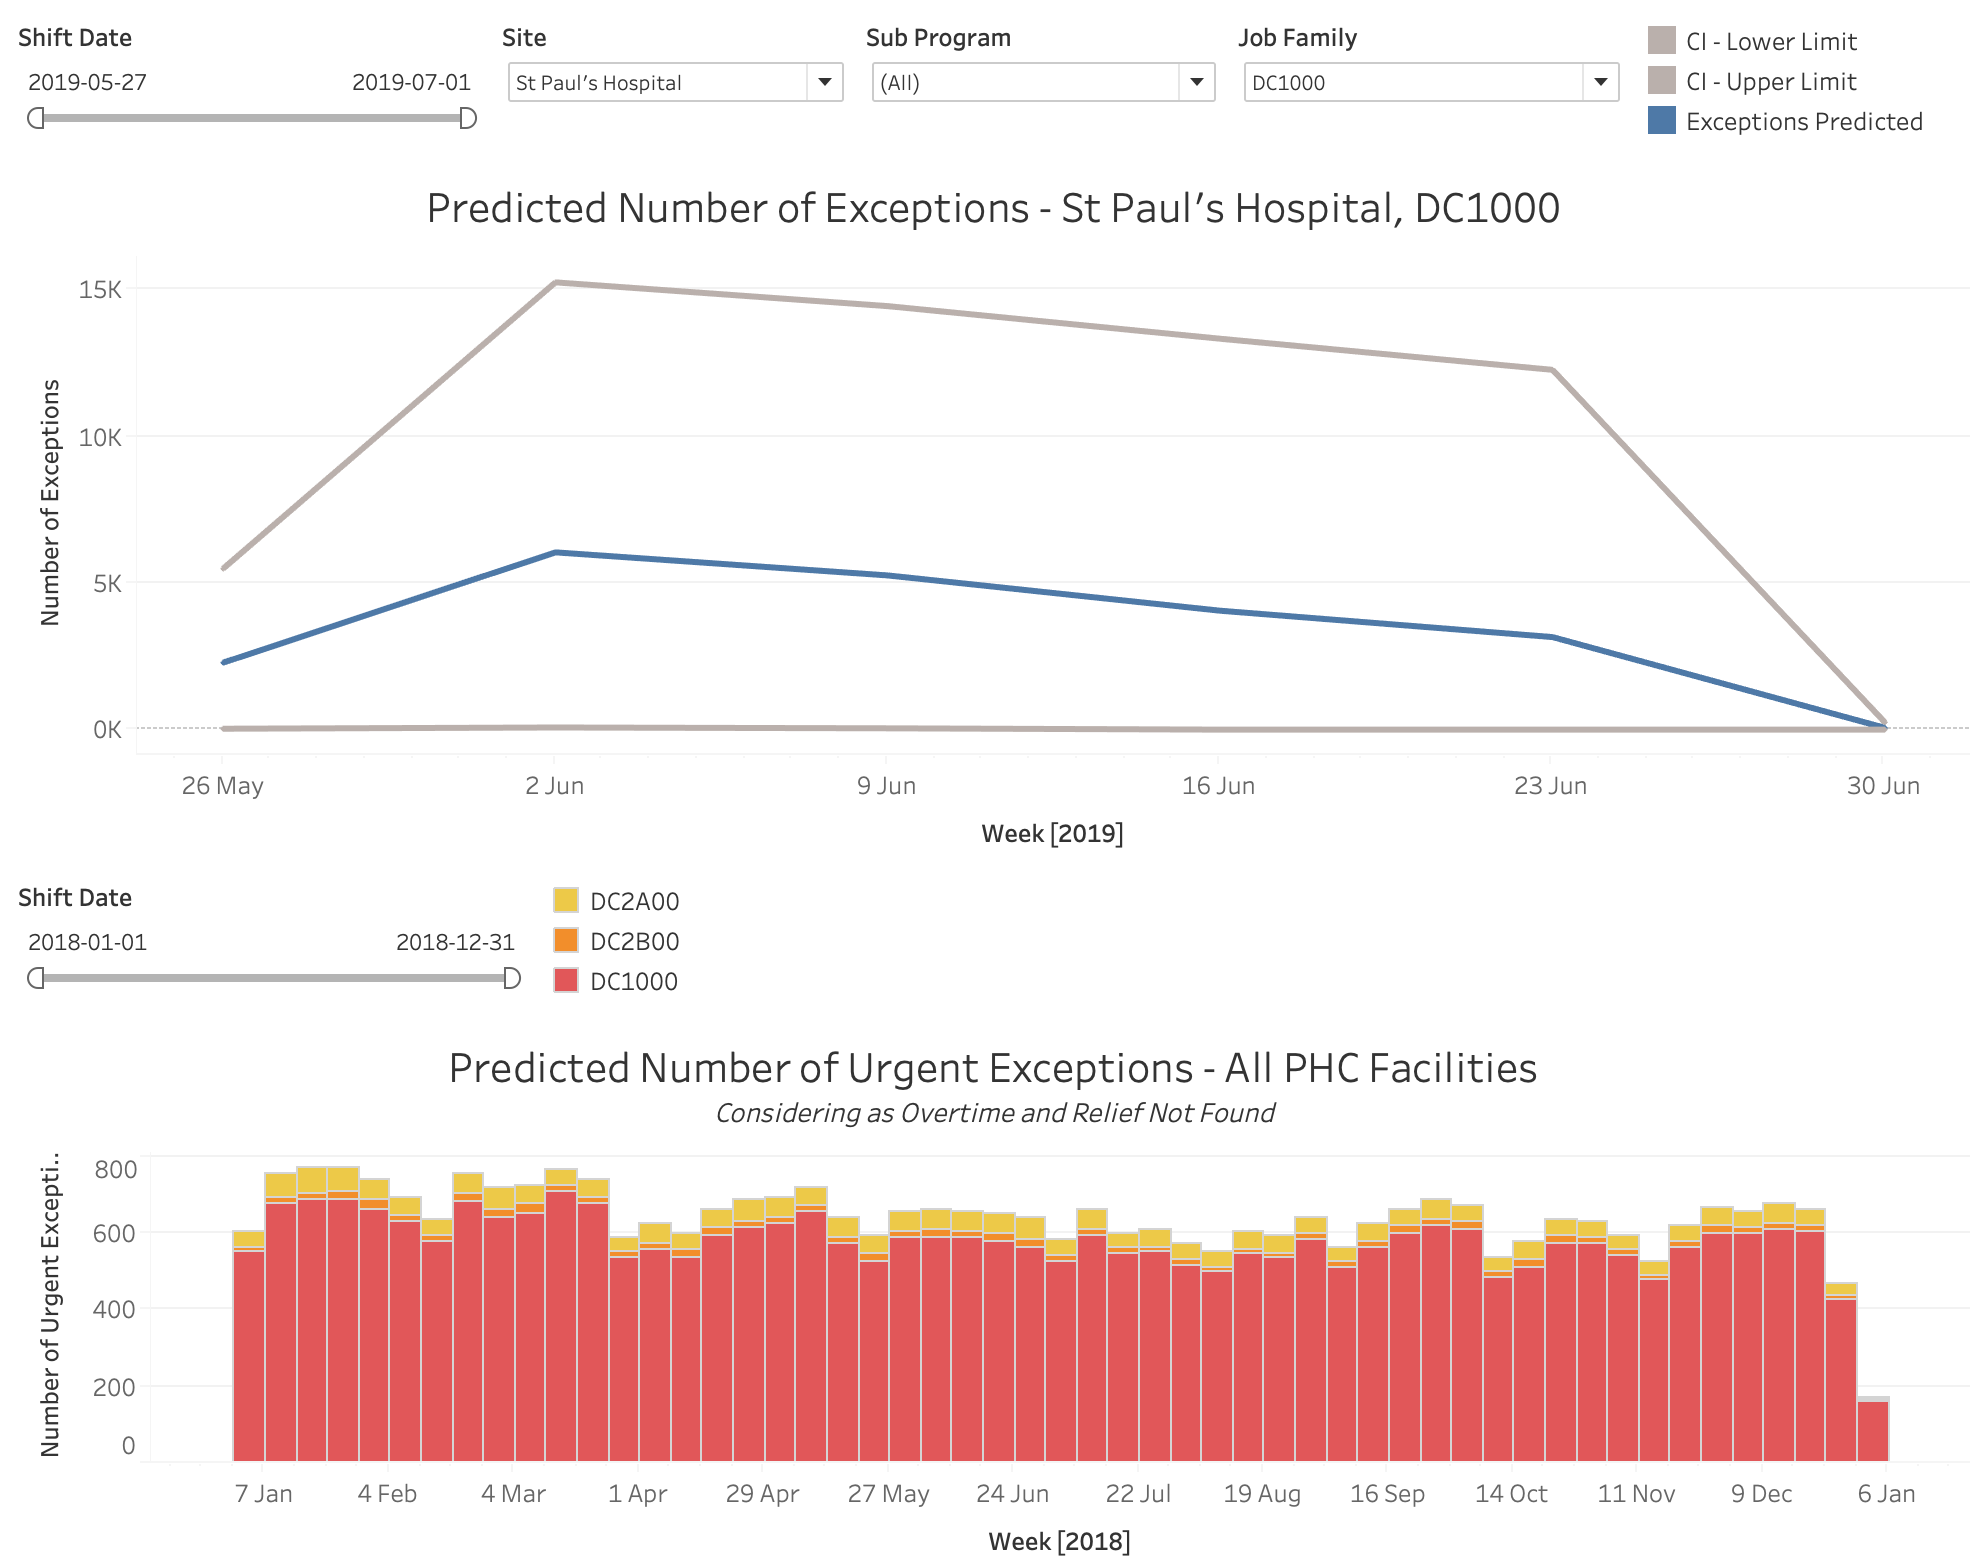 Shift Date
2019-05-27 2019-07-01
Site
St Paul's Hospital
Sub Program
(All)
Job Family
DC1000
CI - Lower Limit
CI - Upper Limit
Exceptions Predicted
Predicted Number of Exceptions - St Paul's Hospital, DC1000
Number of Exceptions
15K
10K
5K
0K
26 May 2 Jun 9 Jun 16 Jun 23 Jun 30 Jun
Week [2019]
Shift Date
2018-01-01 2018-12-31
DC2A00
DC2B00
DC1000
Predicted Number of Urgent Exceptions - All PHC Facilities
Considering as Overtime and Relief Not Found
Number of Urgent Excepti..
800
600
400
200
0
7 Jan 4 Feb 4 Mar 1 Apr 29 Apr 27 May 24 Jun 22 Jul 19 Aug 16 Sep 14 Oct 11 Nov 9 Dec 6 Jan
Week [2018]